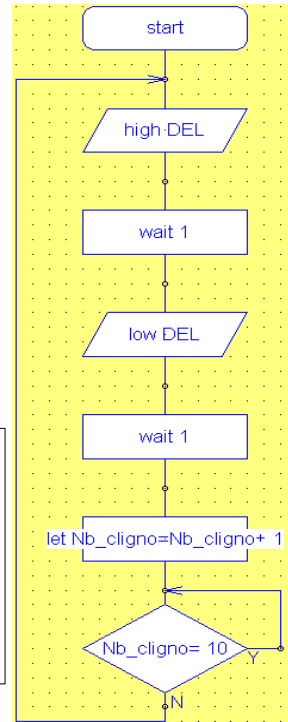 start
high DEL
wait 1
low DEL
wait 1
let Nb_cligno=Nb_cligno+ 1
Nb_cligno= 10
Y
N